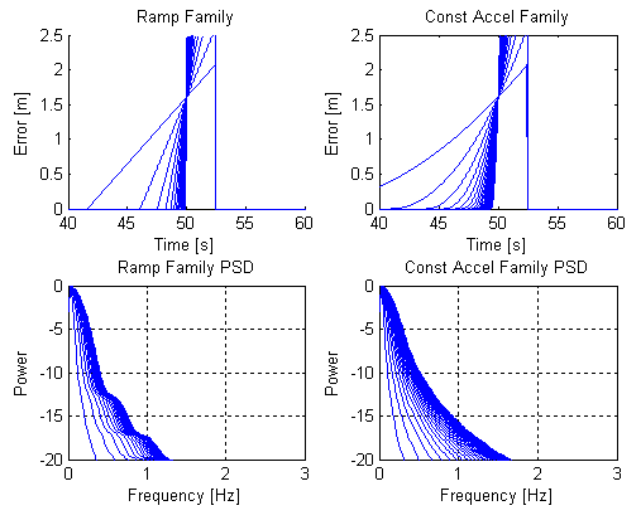 Ramp Family
2.5
2
1.5
1
0.5
0
Error [m]
40 45 50 55 60
Time [s]
Const Accel Family
2.5
2
1.5
1
0.5
0
Error [m]
40 45 50 55 60
Time [s]
Ramp Family PSD
0
-5
-10
-15
-20
Power
0 1 2 3
Frequency [Hz]
Const Accel Family PSD
0
-5
-10
-15
-20
Power
0 1 2 3
Frequency [Hz]